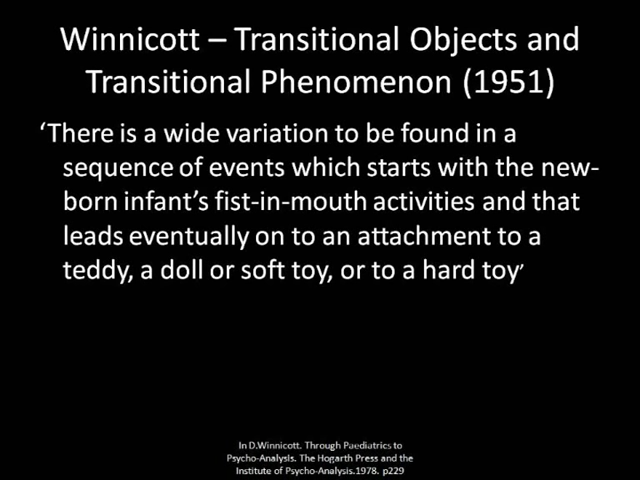 Winnicott – Transitional Objects and
Transitional Phenomenon (1951)
‘There is a wide variation to be found in a
sequence of events which starts with the new-
born infant’s fist-in-mouth activities and that
leads eventually on to an attachment to a
teddy, a doll or soft toy, or to a hard toy’
In D.Winnicott. Through Paediatrics to
Psycho-Analysis. The Hogarth Press and the
Institute of Psycho-Analysis.1978. p229